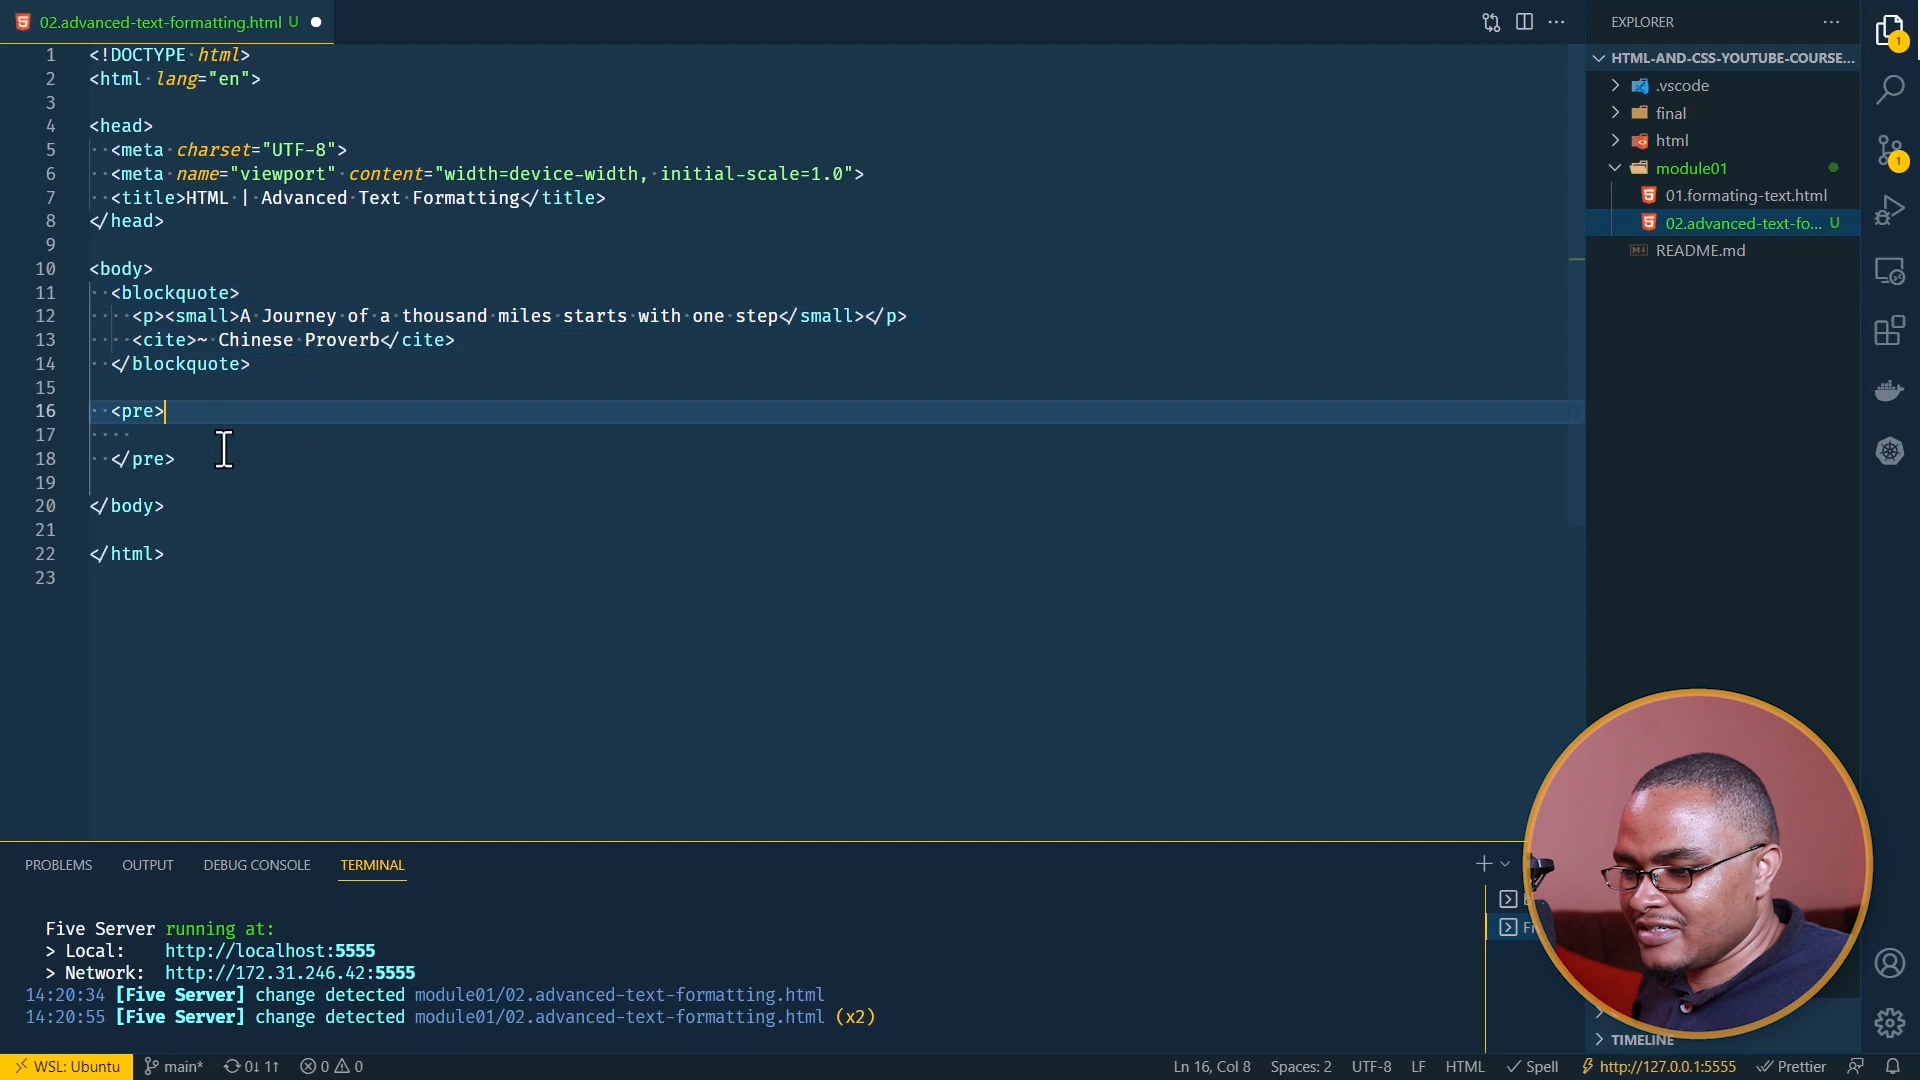 02.advanced-text-formatting.html U
1 <!DOCTYPE html>
2 <html lang="en">
3
4 <head>
5 <meta charset="UTF-8">
6 <meta name="viewport" content="width=device-width, initial-scale=1.0">
7 <title>HTML | Advanced Text Formatting</title>
8 </head>
9
10 <body>
11 <blockquote>
12 <p><small>A Journey of a thousand miles starts with one step</small></p>
13 <cite>~ Chinese Proverb</cite>
14 </blockquote>
15
16 <pre>
17
18 </pre>
19
20 </body>
21
22 </html>
23
EXPLORER
HTML-AND-CSS-YOUTUBE-COURSE...
.vscode
final
html
module01
01.formating-text.html
02.advanced-text-fo... U
README.md
1
1
PROBLEMS OUTPUT DEBUG CONSOLE TERMINAL
Five Server running at:
> Local: http://localhost:5555
> Network: http://172.31.246.42:5555
14:20:34 [Five Server] change detected module01/02.advanced-text-formatting.html
14:20:55 [Five Server] change detected module01/02.advanced-text-formatting.html (x2)
TIMELINE
WSL: Ubuntu main* 0↓ 1↑ 0 0 Ln 16, Col 8 Spaces: 2 UTF-8 LF HTML Spell http://127.0.0.1:5555 Prettier